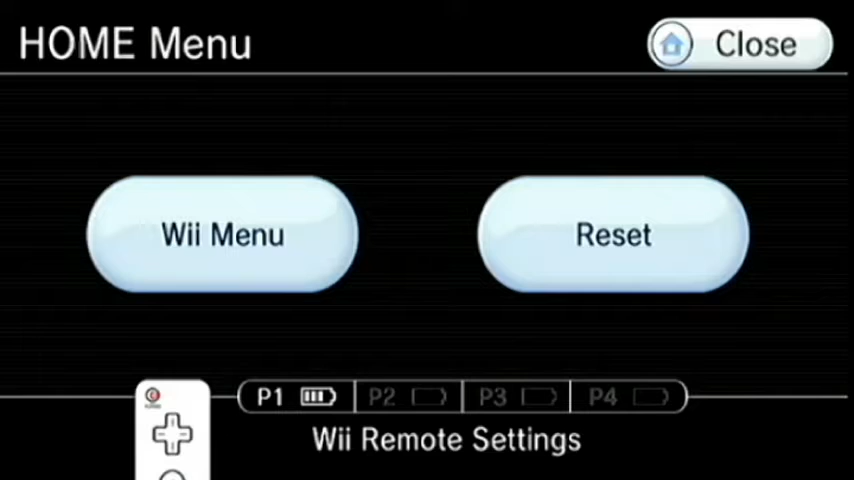 HOME Menu
Close
Wii Menu
Reset
P1 P2 P3 P4
Wii Remote Settings